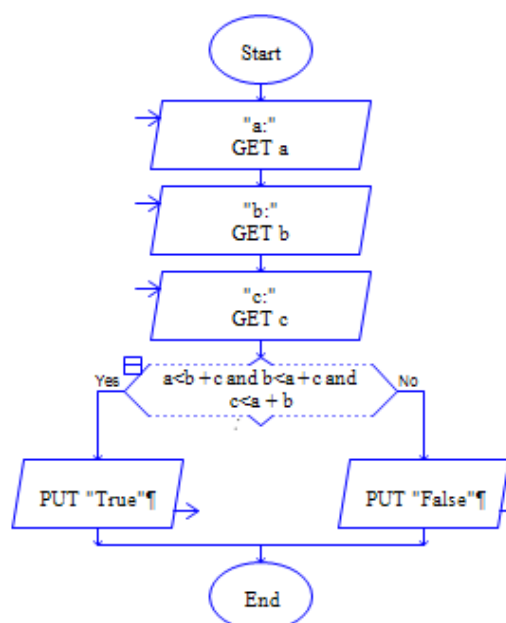 Start
"a:"
GET a
"b:"
GET b
"c:"
GET c
Yes
a<b + c and b<a + c and
c<a + b
No
PUT "True"¶
PUT "False"¶
End